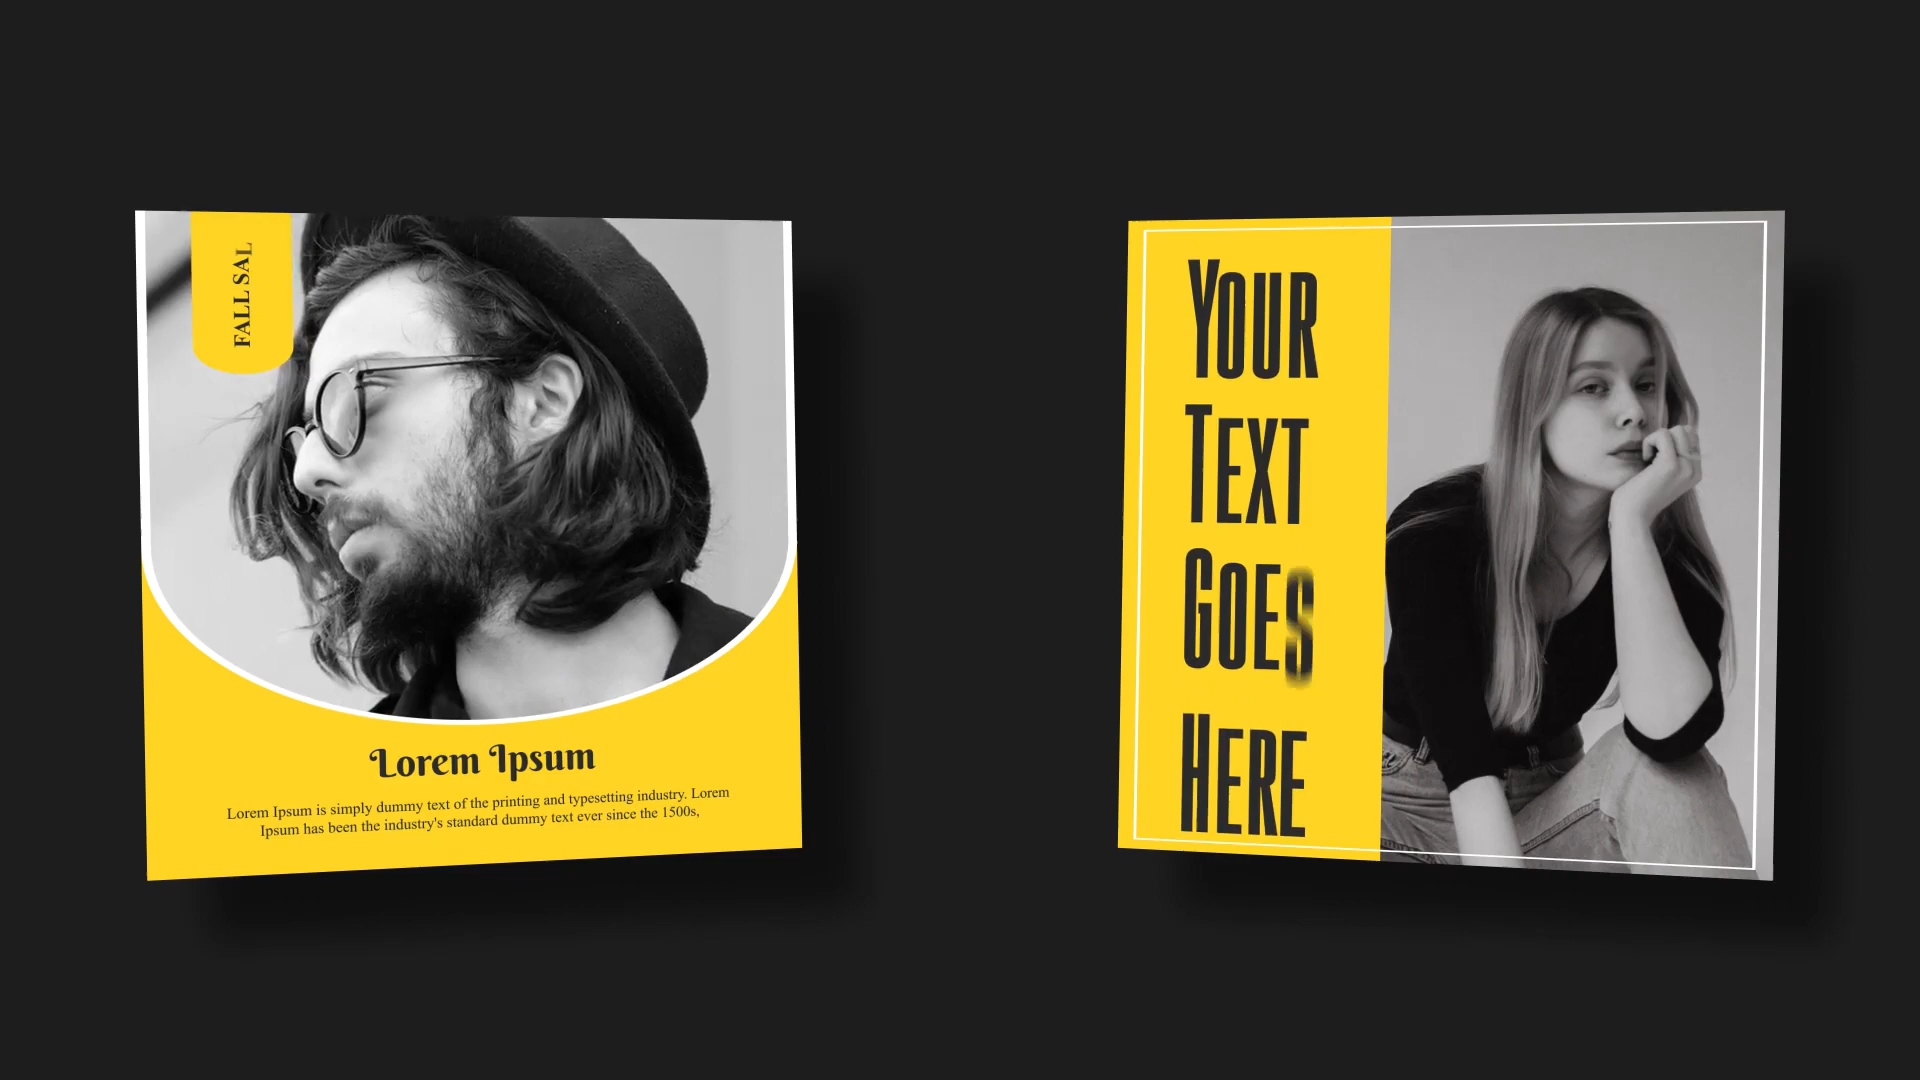 FALL SAL
Lorem Ipsum
Lorem Ipsum is simply dummy text of the printing and typesetting industry. Lorem
Ipsum has been the industry's standard dummy text ever since the 1500s,
YOUR
TEXT
GOES
HERE